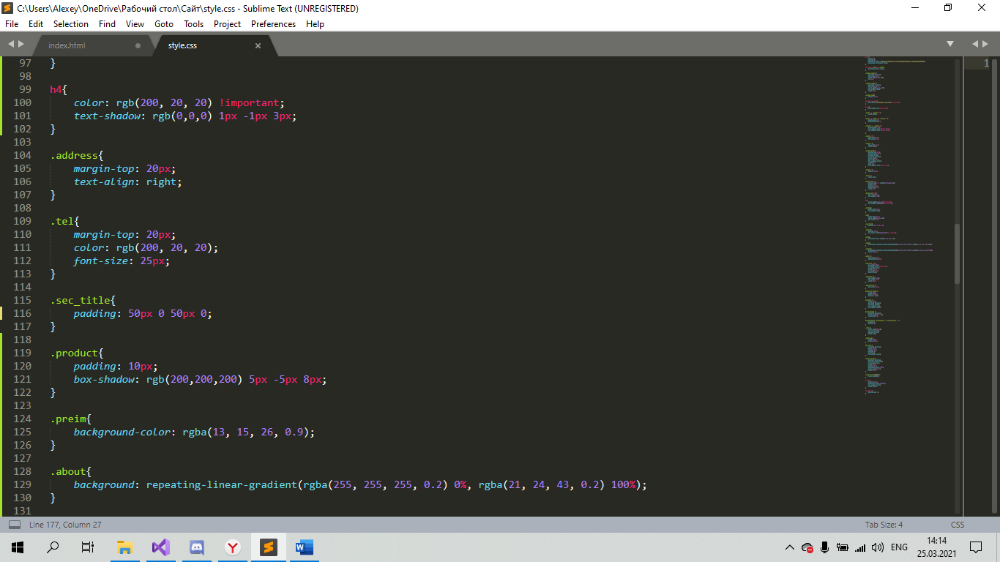 C:\Users\Alexey\OneDrive\Рабочий стол\Сайт\style.css - Sublime Text (UNREGISTERED)
File Edit Selection Find View Goto Tools Project Preferences Help
index.html style.css
97 }
98
99 h4{
100 color: rgb(200, 20, 20) !important;
101 text-shadow: rgb(0,0,0) 1px -1px 3px;
102 }
103
104 .address{
105 margin-top: 20px;
106 text-align: right;
107 }
108
109 .tel{
110 margin-top: 20px;
111 color: rgb(200, 20, 20);
112 font-size: 25px;
113 }
114
115 .sec_title{
116 padding: 50px 0 50px 0;
117 }
118
119 .product{
120 padding: 10px;
121 box-shadow: rgb(200,200,200) 5px -5px 8px;
122 }
123
124 .preim{
125 background-color: rgba(13, 15, 26, 0.9);
126 }
127
128 .about{
129 background: repeating-linear-gradient(rgba(255, 255, 255, 0.2) 0%, rgba(21, 24, 43, 0.2) 100%);
130 }
131
1
Line 177, Column 27 Tab Size: 4 CSS
ENG
14:14
25.03.2021